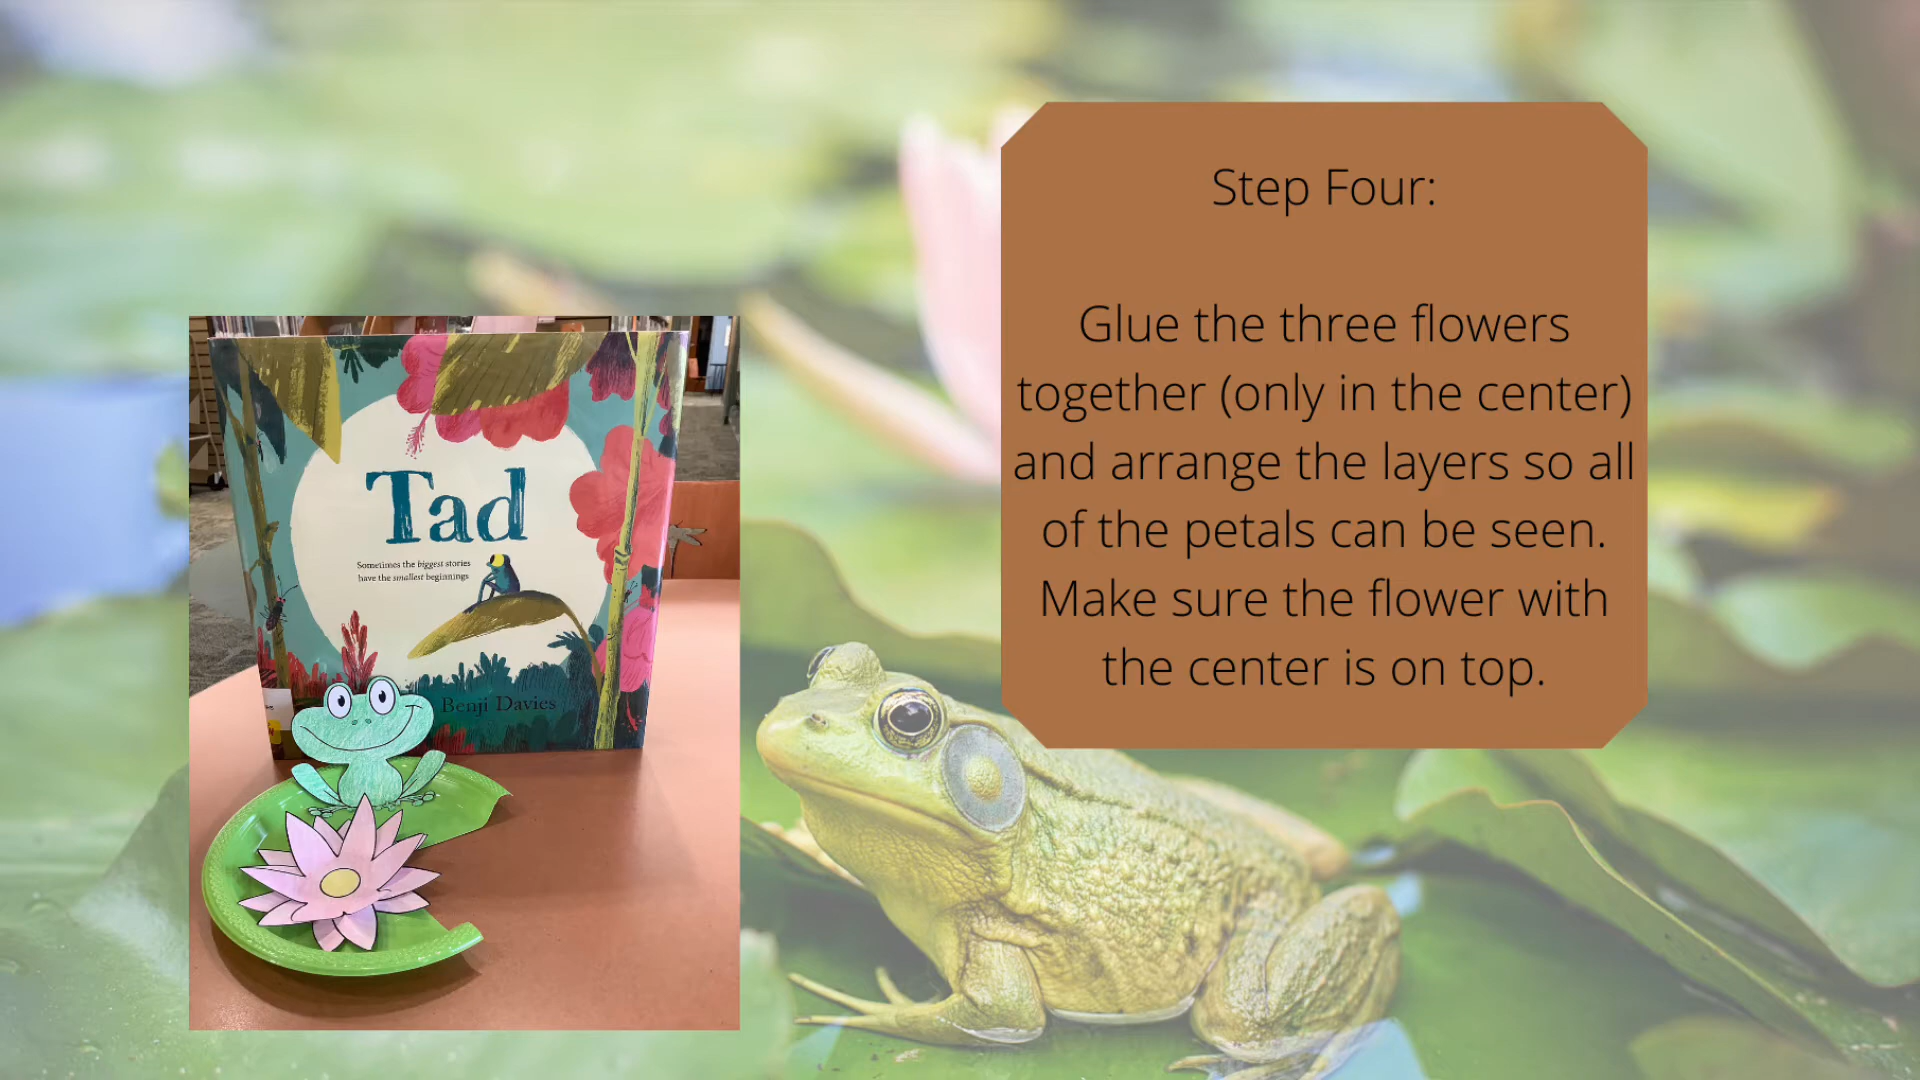 Tad
Sometimes the biggest stories
have the smallest beginnings
Benji Davies
Step Four:
Glue the three flowers
together (only in the center)
and arrange the layers so all
of the petals can be seen.
Make sure the flower with
the center is on top.